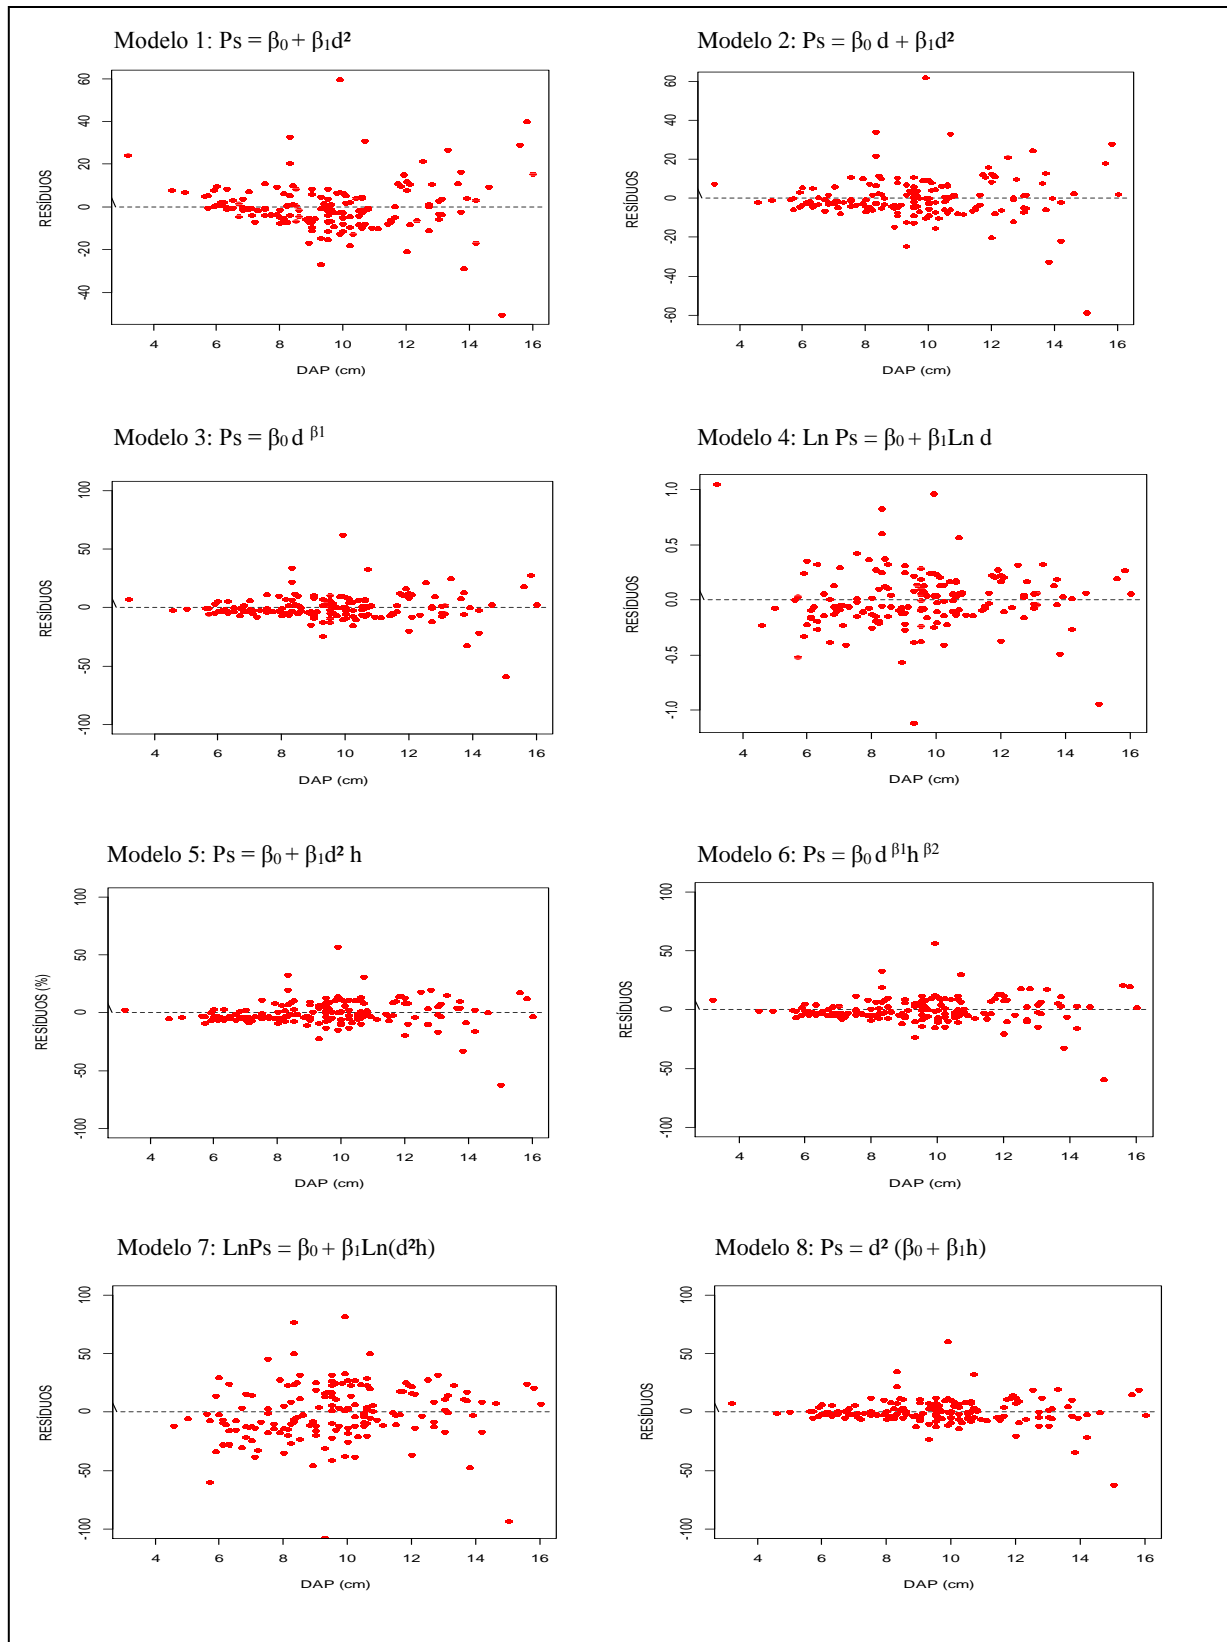 Modelo 1: Ps = β₀ + β₁d²
Modelo 2: Ps = β₀ d + β₁d²
60
40
20
0
-20
-40
RESÍDUOS
4 6 8 10 12 14 16
DAP (cm)
60
40
20
0
-20
-40
-60
RESÍDUOS
4 6 8 10 12 14 16
DAP (cm)
Modelo 3: Ps = β₀ d ^β1
Modelo 4: Ln Ps = β₀ + β₁Ln d
100
50
0
-50
-100
RESÍDUOS
4 6 8 10 12 14 16
DAP (cm)
1.0
0.5
0.0
-0.5
-1.0
RESÍDUOS
4 6 8 10 12 14 16
DAP (cm)
Modelo 5: Ps = β₀ + β₁d² h
Modelo 6: Ps = β₀ d ^β1 h ^β2
100
50
0
-50
-100
RESÍDUOS (%)
4 6 8 10 12 14 16
DAP (cm)
100
50
0
-50
-100
RESÍDUOS
4 6 8 10 12 14 16
DAP (cm)
Modelo 7: LnPs = β₀ + β₁Ln(d²h)
Modelo 8: Ps = d² (β₀ + β₁h)
100
50
0
-50
-100
RESÍDUOS
4 6 8 10 12 14 16
DAP (cm)
100
50
0
-50
-100
RESÍDUOS
4 6 8 10 12 14 16
DAP (cm)